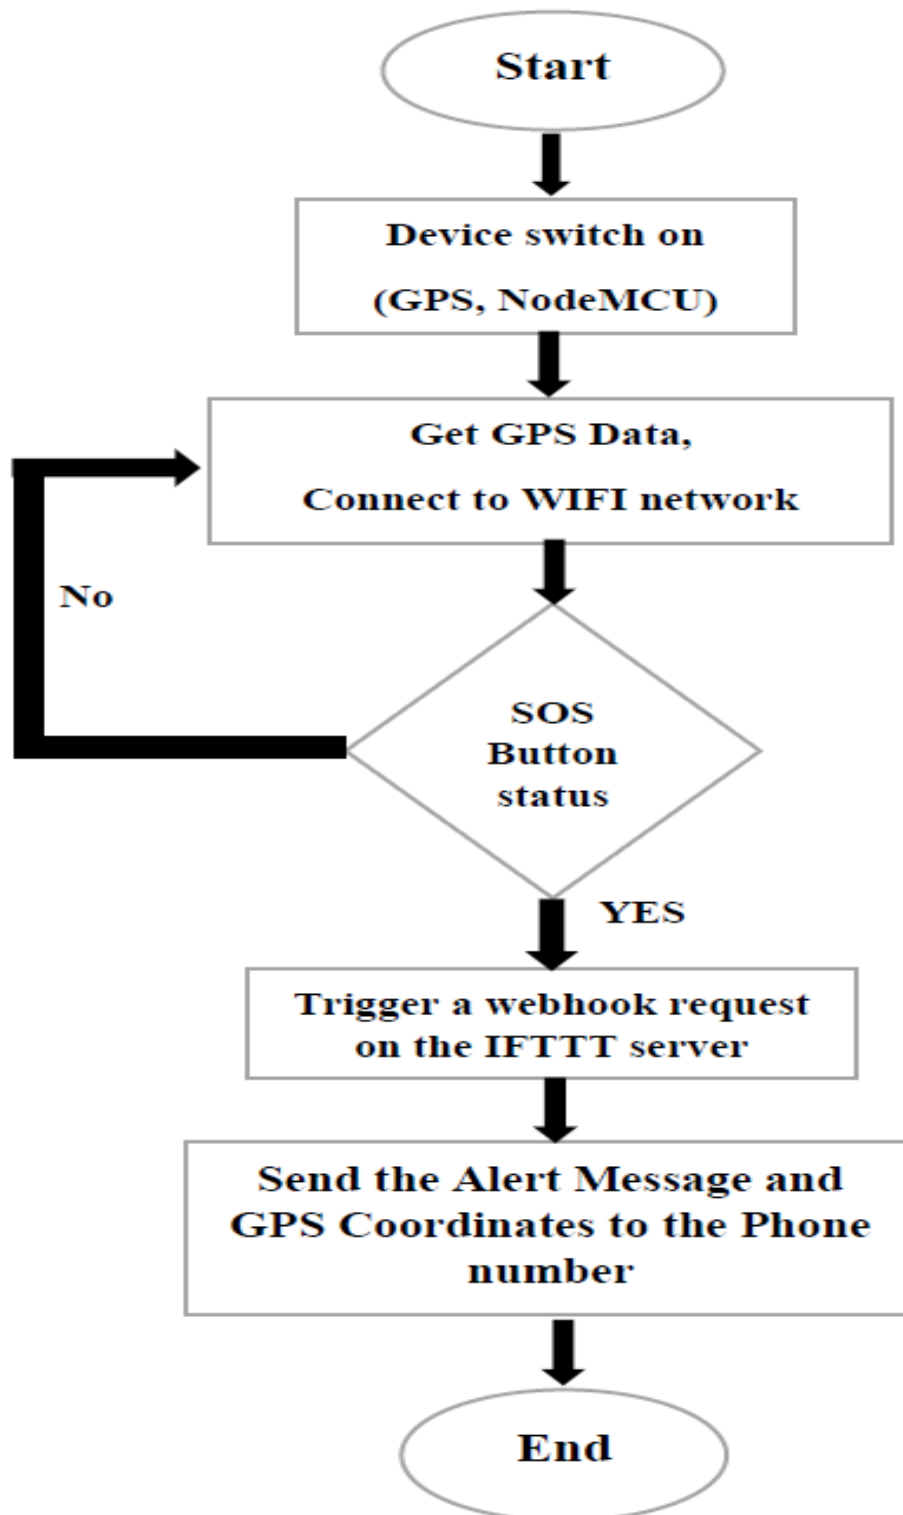 Start
Device switch on
(GPS, NodeMCU)
Get GPS Data,
Connect to WIFI network
No
SOS
Button
status
YES
Trigger a webhook request
on the IFTTT server
Send the Alert Message and
GPS Coordinates to the Phone
number
End